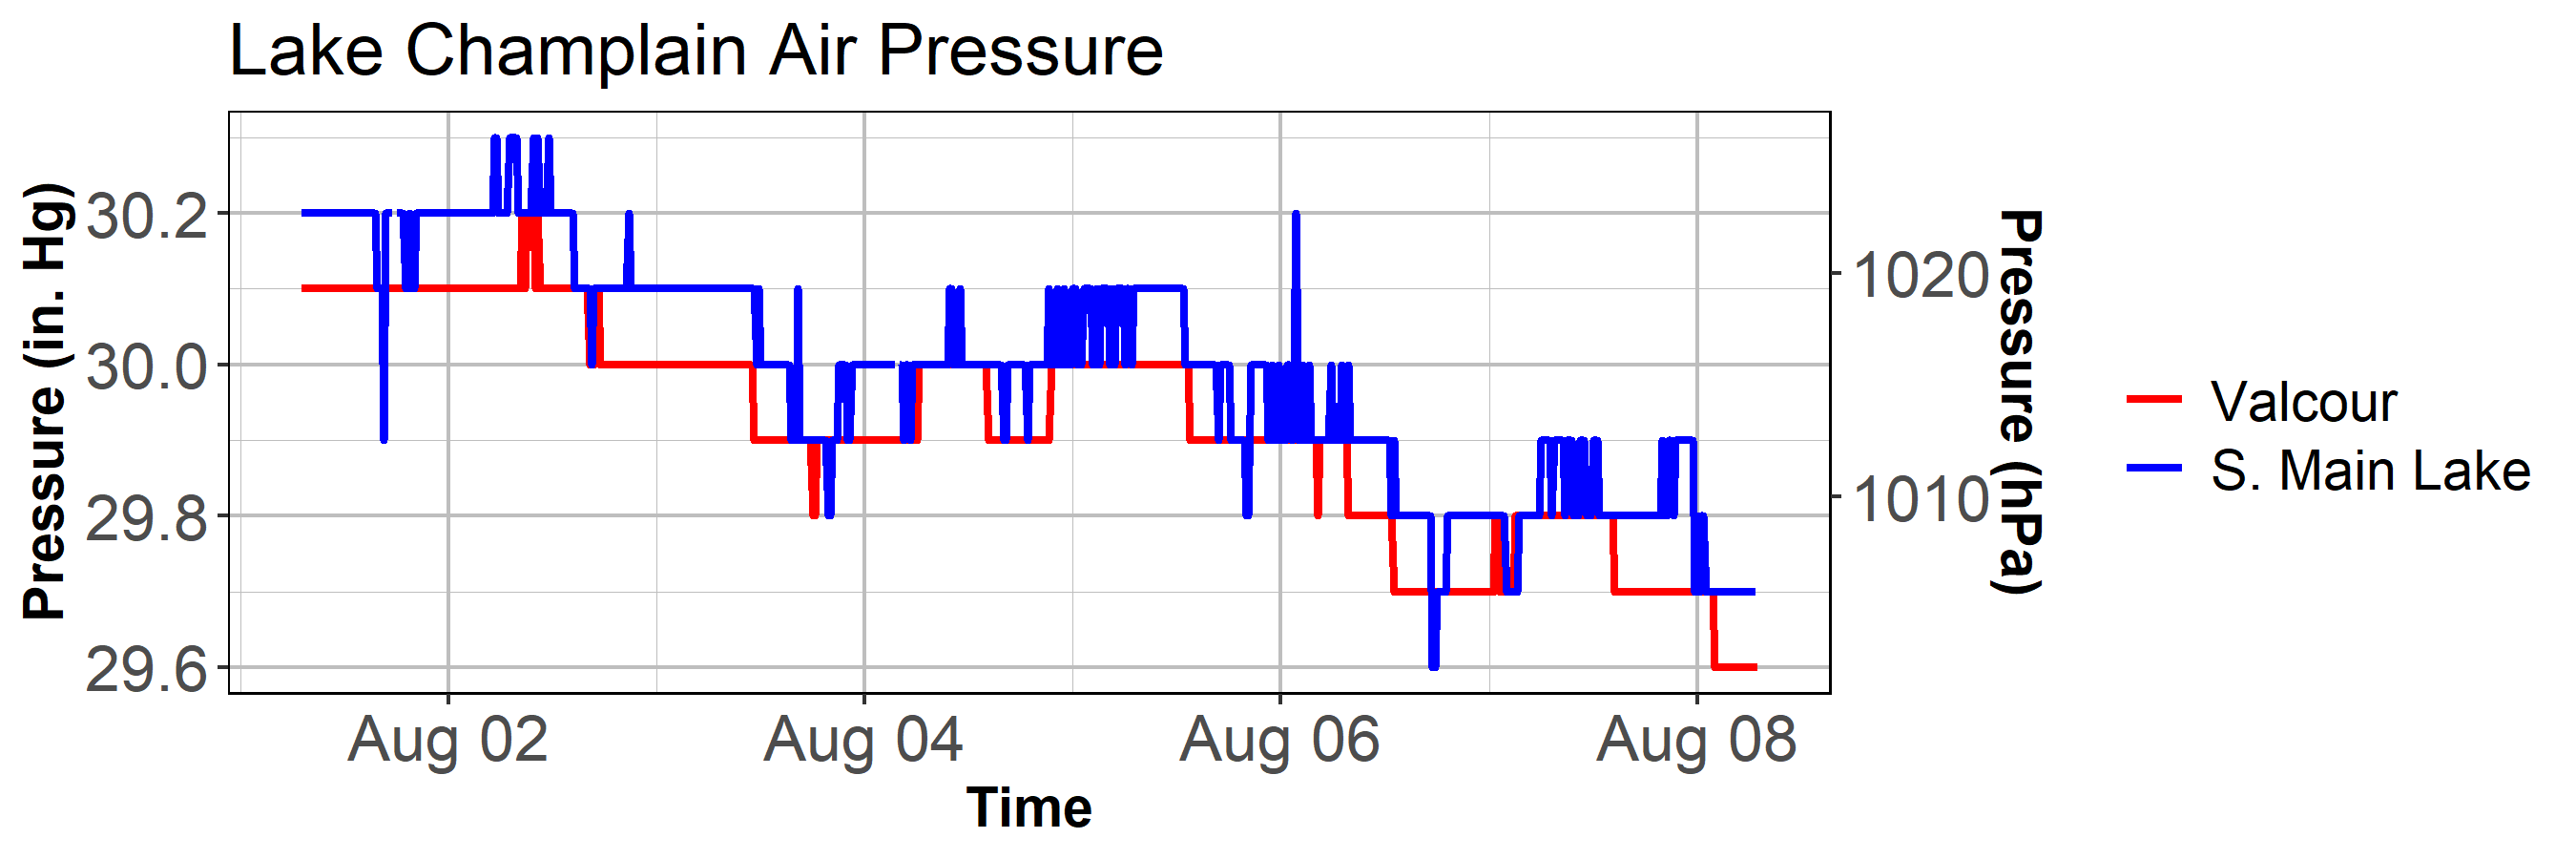 Lake Champlain Air Pressure
Pressure (in. Hg)
30.2
30.0
29.8
29.6
1020
1010
Pressure (hPa)
Valcour
S. Main Lake
Aug 02
Aug 04
Aug 06
Aug 08
Time